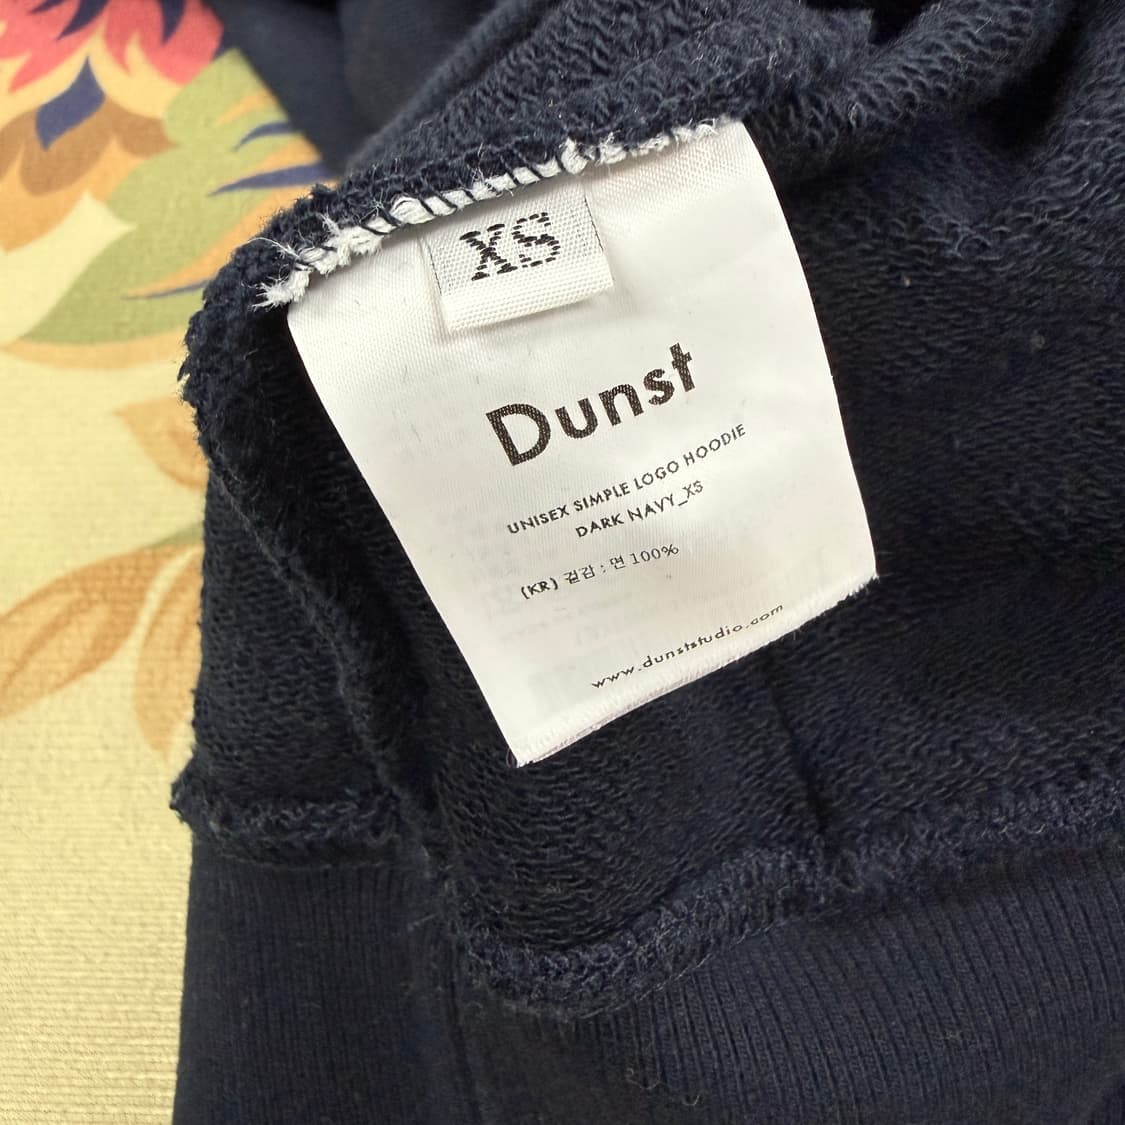 XS
Dunst
UNISEX SIMPLE LOGO HOODIE
DARK NAVY_XS
(KR) 겉감 : 면 100%
www.dunststudio.com